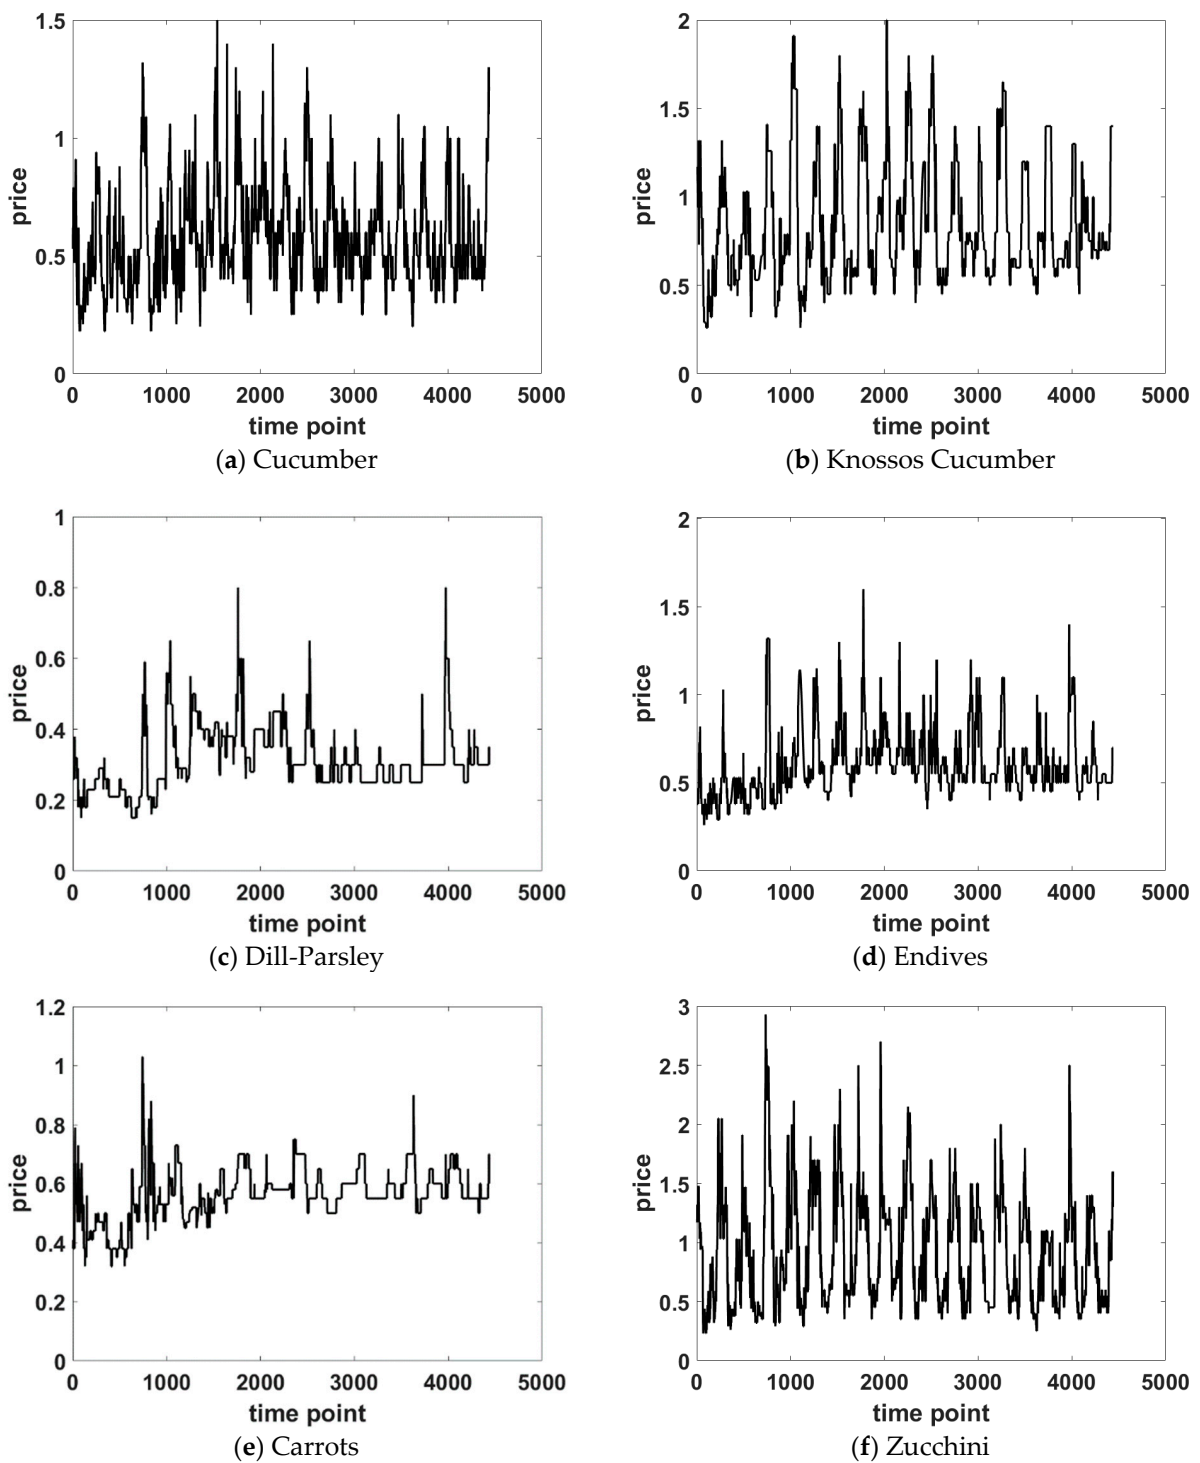 1.5
1
0.5
0
price
0 1000 2000 3000 4000 5000
time point
(a) Cucumber
2
1.5
1
0.5
0
price
0 1000 2000 3000 4000 5000
time point
(b) Knossos Cucumber
1
0.8
0.6
0.4
0.2
0
price
0 1000 2000 3000 4000 5000
time point
(c) Dill-Parsley
2
1.5
1
0.5
0
price
0 1000 2000 3000 4000 5000
time point
(d) Endives
1.2
1
0.8
0.6
0.4
0.2
0
price
0 1000 2000 3000 4000 5000
time point
(e) Carrots
3
2.5
2
1.5
1
0.5
0
price
0 1000 2000 3000 4000 5000
time point
(f) Zucchini